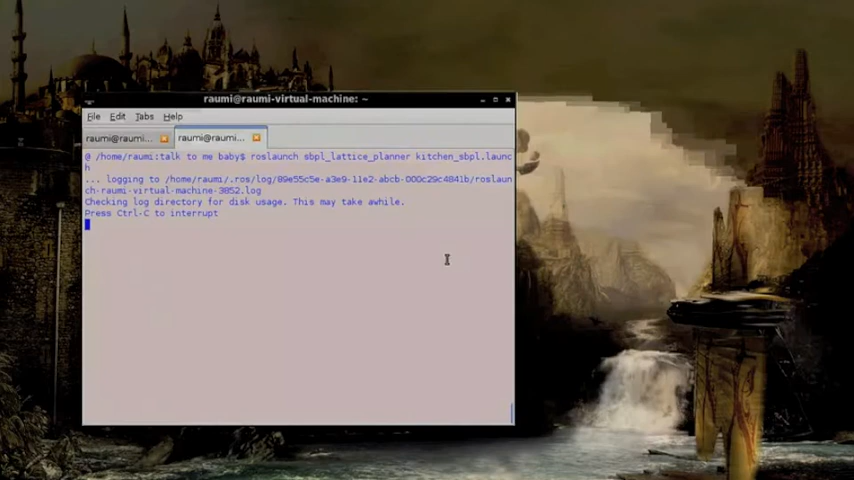 raumi@raumi-virtual-machine: ~
File Edit Tabs Help
raumi@raumi... raumi@raumi...
@ /home/raumi:talk to me baby$ roslaunch sbpl_lattice_planner kitchen_sbpl.launc
h
... logging to /home/raumi/.ros/log/89e55c5e-a3e9-11e2-abcb-000c29c4841b/roslaun
ch-raumi-virtual-machine-3852.log
Checking log directory for disk usage. This may take awhile.
Press Ctrl-C to interrupt